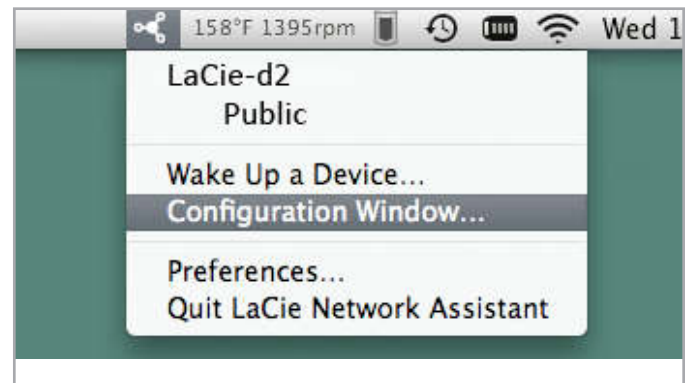 158°F 1395rpm Wed 1
LaCie-d2
Public
Wake Up a Device...
Configuration Window...
Preferences...
Quit LaCie Network Assistant